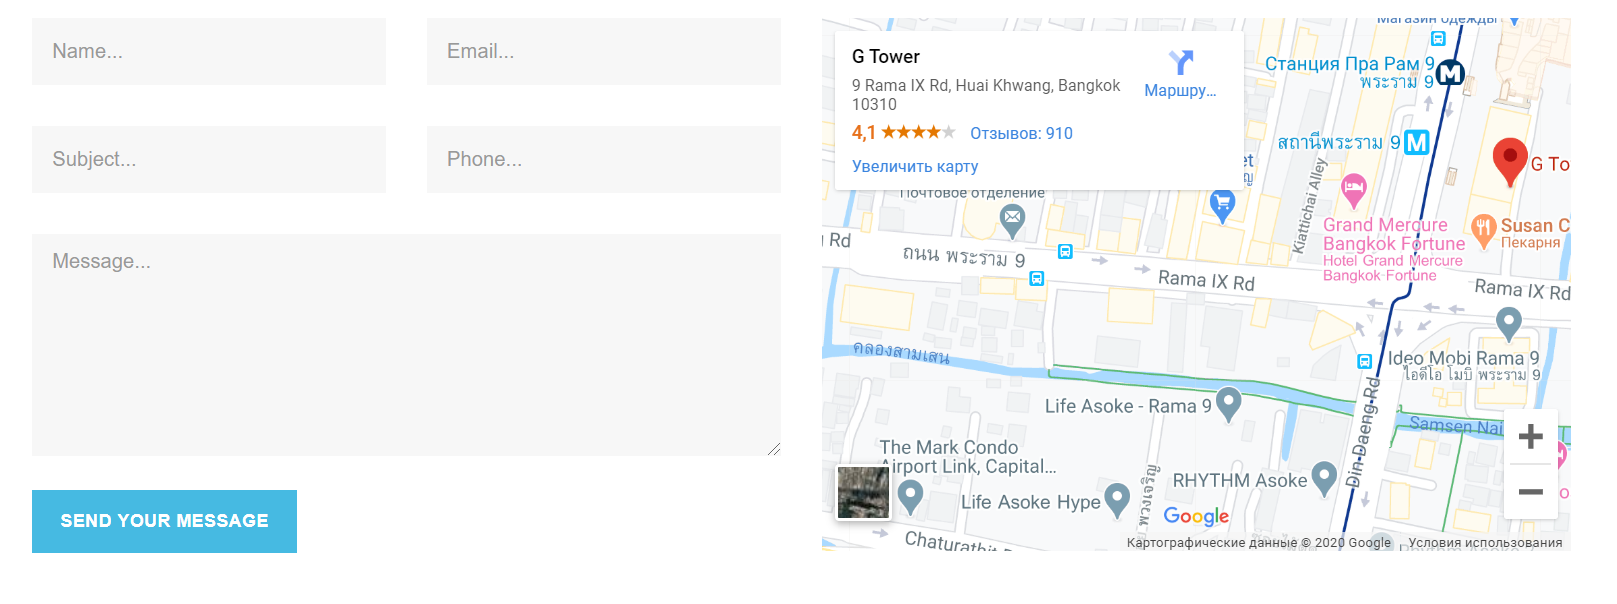 Name...
Email...
Subject...
Phone...
Message...
SEND YOUR MESSAGE
G Tower
9 Rama IX Rd, Huai Khwang, Bangkok
10310
4,1
Отзывов: 910
Увеличить карту
Маршру...
Магазин одежды
Станция Пра Рам 9
พระราม 9
สถานีพระราม 9
G To
Почтовое отделение
Kiattichai Alley
Grand Mercure
Bangkok Fortune
Hotel Grand Mercure
Bangkok Fortune
Susan C
Пекарня
Rd
ถนน พระราม 9
Rama IX Rd
Rama IX Rd
คลองสามเสน
Ideo Mobi Rama 9
ไอดีโอ โมบิ พระราม 9
Life Asoke - Rama 9
Din Daeng Rd
Samsen Nai
The Mark Condo
Airport Link, Capital...
RHYTHM Asoke
Life Asoke Hype
Google
Chaturathit
Картографические данные © 2020 Google
Условия использования